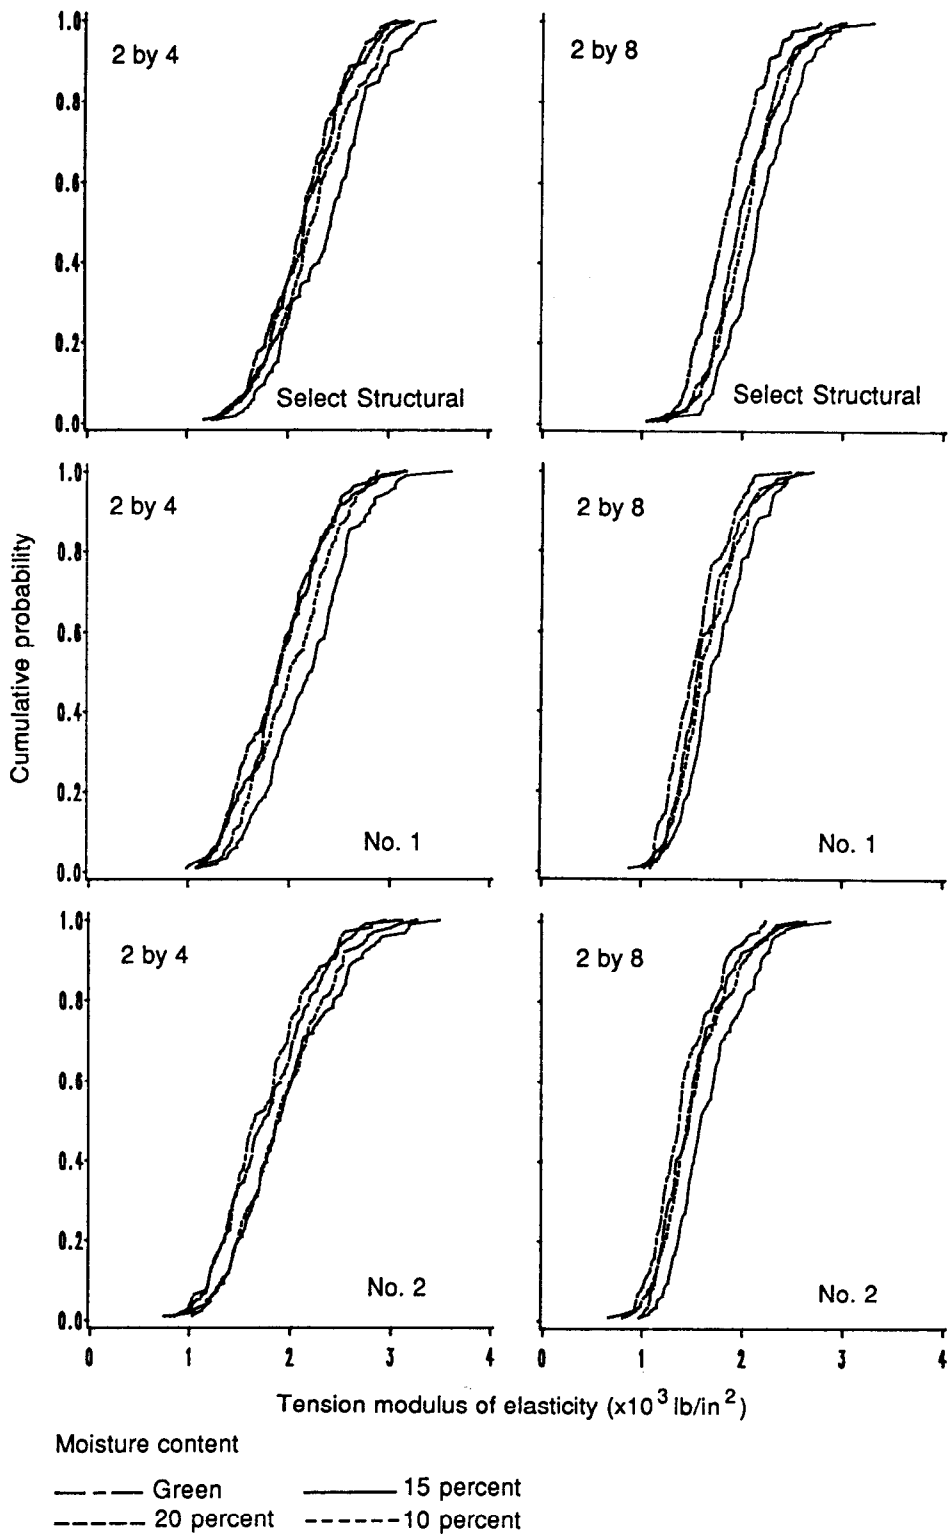 1.0
0.8
0.6
0.4
0.2
0.0
2 by 4
Select Structural
2 by 8
Select Structural
Cumulative probability
1.0
0.8
0.6
0.4
0.2
0.0
2 by 4
No. 1
2 by 8
No. 1
1.0
0.8
0.6
0.4
0.2
0.0
2 by 4
No. 2
2 by 8
No. 2
0 1 2 3 4
0 1 2 3 4
Tension modulus of elasticity (x10³ lb/in²)
Moisture content
Green
15 percent
20 percent
10 percent